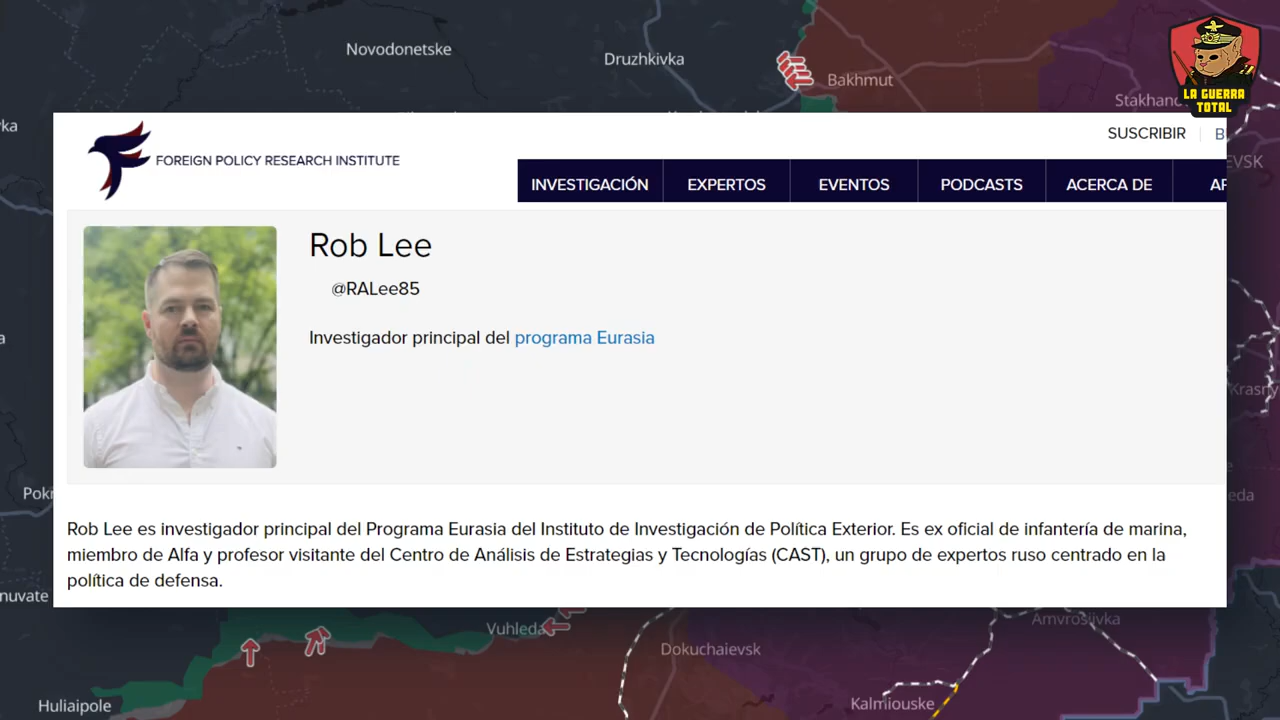 Novodonetske
Druzhkivka
Bakhmut
LA GUERRA
TOTAL
SUSCRIBIR
FOREIGN POLICY RESEARCH INSTITUTE
INVESTIGACIÓN
EXPERTOS
EVENTOS
PODCASTS
ACERCA DE
Rob Lee
@RALee85
Investigador principal del programa Eurasia
Rob Lee es investigador principal del Programa Eurasia del Instituto de Investigación de Política Exterior. Es ex oficial de infantería de marina,
miembro de Alfa y profesor visitante del Centro de Análisis de Estrategias y Tecnologías (CAST), un grupo de expertos ruso centrado en la
política de defensa.
Vuhleda
Dokuchaievsk
Amvrosiivka
Huliaipole
Kalmiouske